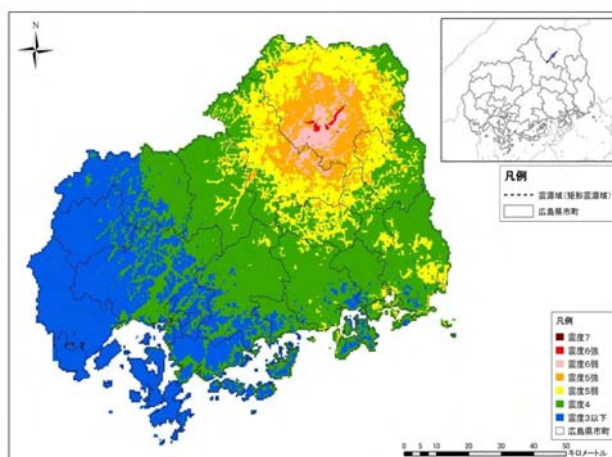 N
凡例
震源域(矩形震源域)
広島県市町
凡例
震度7
震度6強
震度6弱
震度5強
震度5弱
震度4
震度3以下
広島県市町
0 5 10 20 30 40 50
キロメートル